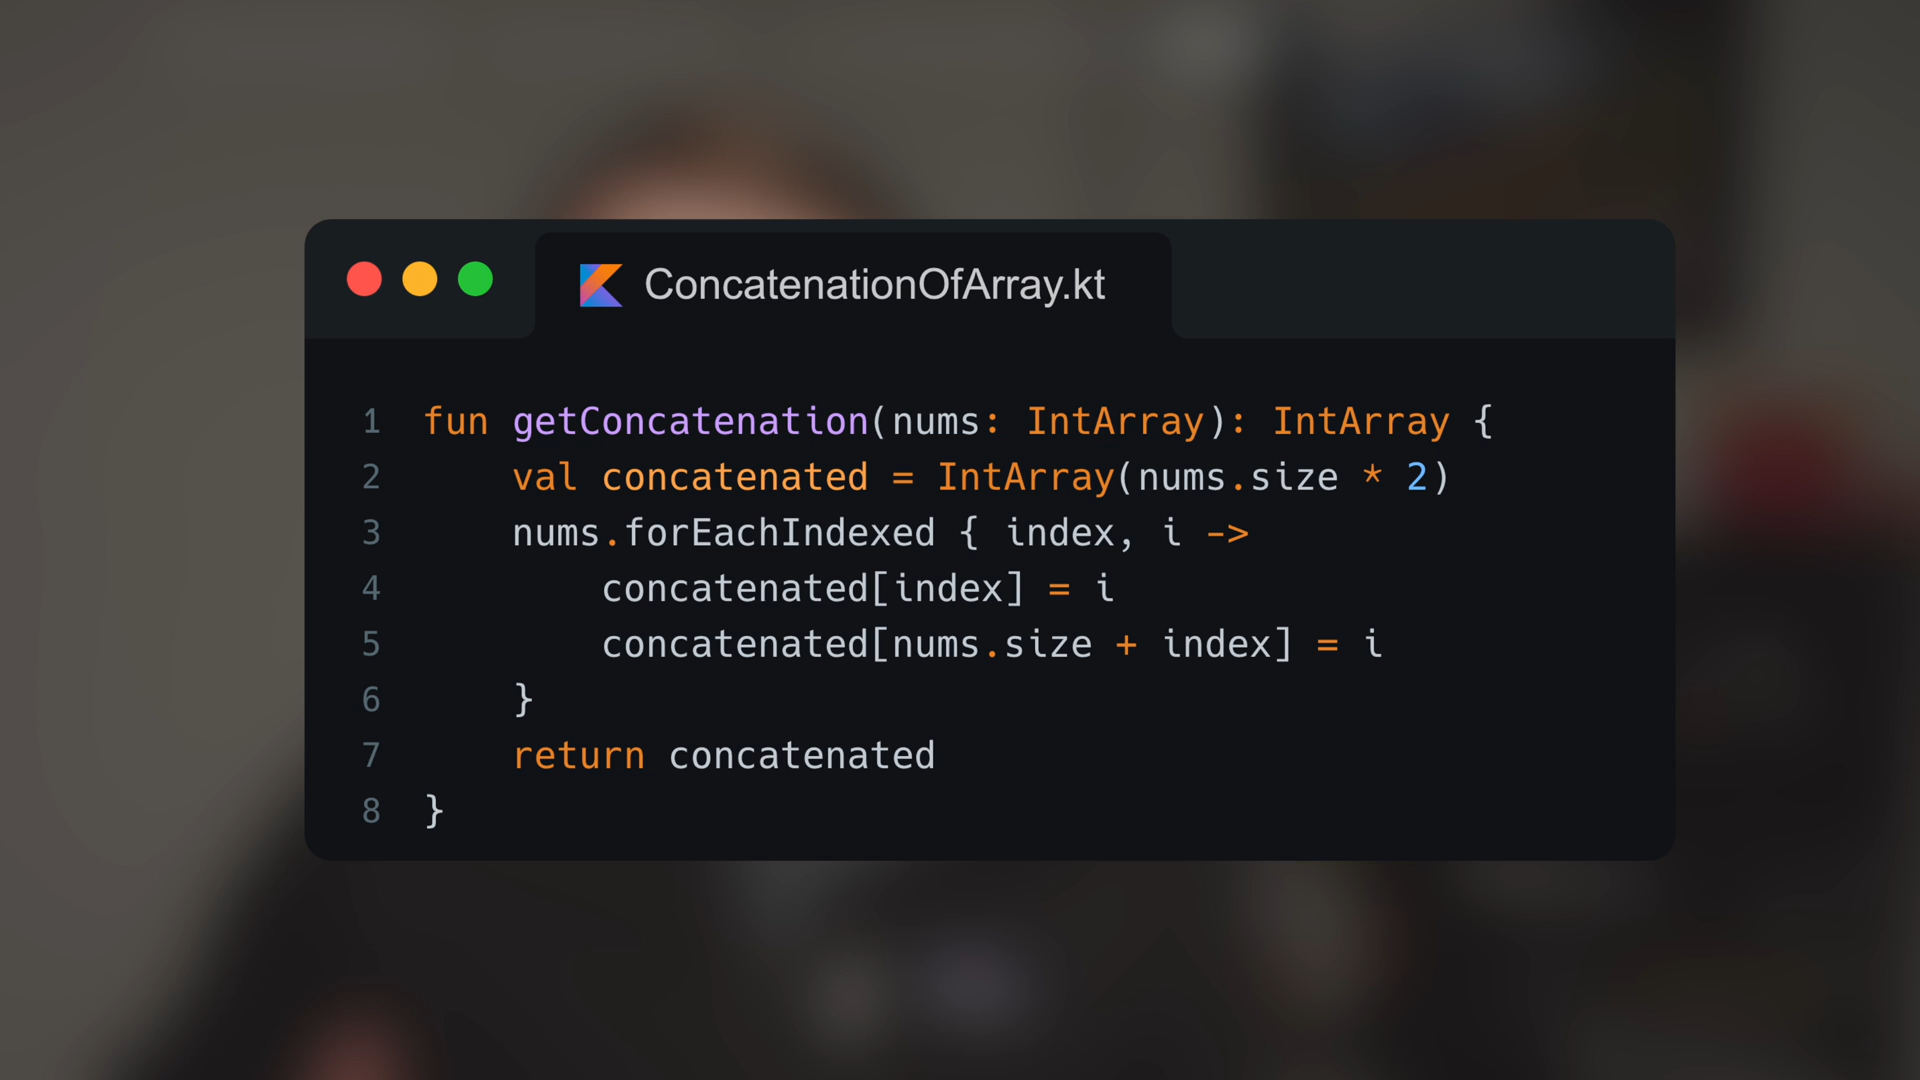 ConcatenationOfArray.kt
1 fun getConcatenation(nums: IntArray): IntArray {
2     val concatenated = IntArray(nums.size * 2)
3     nums.forEachIndexed { index, i ->
4         concatenated[index] = i
5         concatenated[nums.size + index] = i
6     }
7     return concatenated
8 }